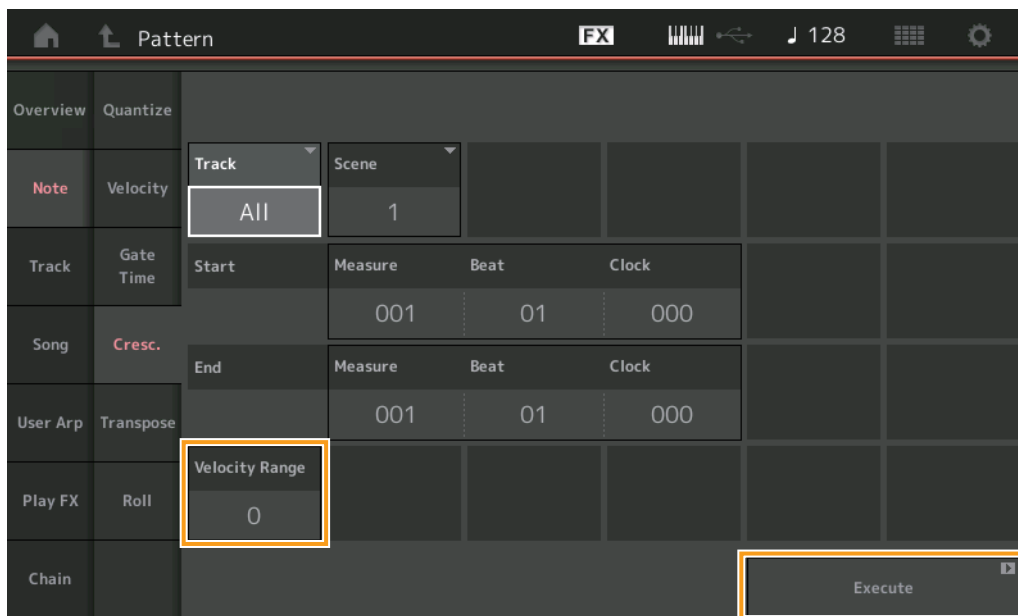 Pattern FX 128
Overview Quantize
Track Scene
Note Velocity
All 1
Track Gate Time Start Measure Beat Clock
001 01 000
Song Cresc.
End Measure Beat Clock
User Arp Transpose 001 01 000
Velocity Range
Play FX Roll 0
Chain Execute